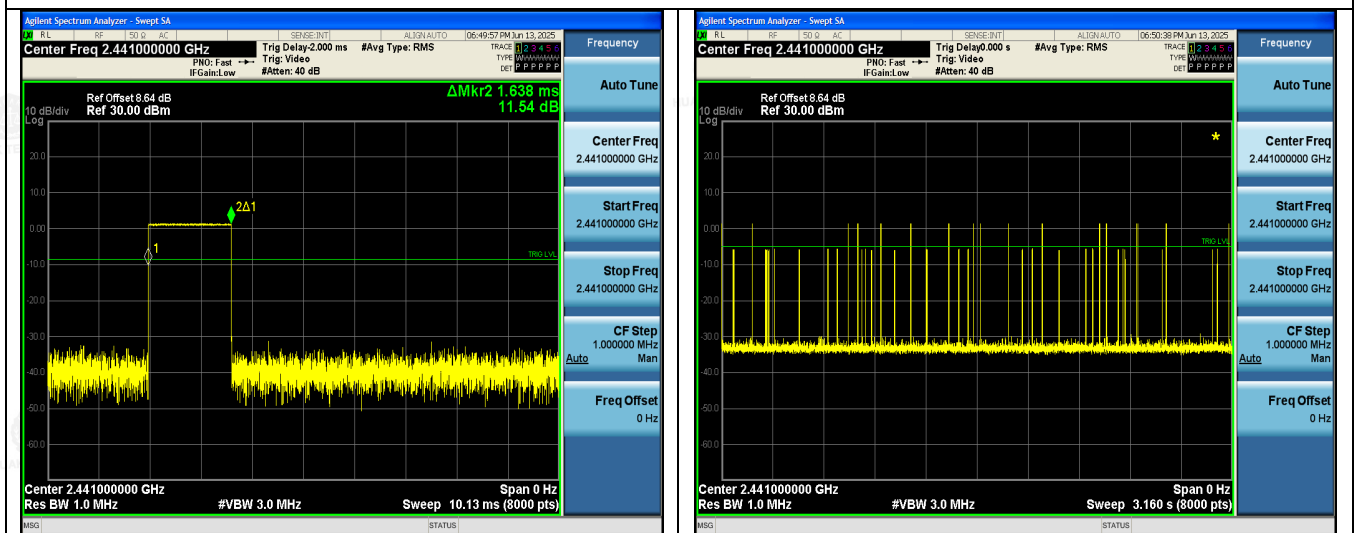 Agilent Spectrum Analyzer - Swept SA
LXI RL RF 50 Ω AC SENSE:INT ALIGN AUTO 06:49:57 PM Jun 13, 2025
Center Freq 2.441000000 GHz
PNO: Fast
IFGain:Low
Trig Delay-2.000 ms
Trig: Video
#Atten: 40 dB
#Avg Type: RMS
TRACE 1 2 3 4 5 6
TYPE W
DET P P P P P P
ΔMkr2 1.638 ms
11.54 dB
Ref Offset 8.64 dB
Ref 30.00 dBm
10 dB/div
Log
20.0
10.0
0.00
-10.0
-20.0
-30.0
-40.0
-50.0
-60.0
1
2Δ1
TRIG LVL
Center 2.441000000 GHz
Span 0 Hz
Res BW 1.0 MHz
#VBW 3.0 MHz
Sweep 10.13 ms (8000 pts)
MSG
STATUS
Frequency
Auto Tune
Center Freq
2.441000000 GHz
Start Freq
2.441000000 GHz
Stop Freq
2.441000000 GHz
CF Step
1.000000 MHz
Auto Man
Freq Offset
0 Hz
Agilent Spectrum Analyzer - Swept SA
LXI RL RF 50 Ω AC SENSE:INT ALIGN AUTO 06:50:38 PM Jun 13, 2025
Center Freq 2.441000000 GHz
PNO: Fast
IFGain:Low
Trig Delay0.000 s
Trig: Video
#Atten: 40 dB
#Avg Type: RMS
TRACE 1 2 3 4 5 6
TYPE W
DET P P P P P P
Ref Offset 8.64 dB
Ref 30.00 dBm
10 dB/div
Log
*
20.0
10.0
0.00
-10.0
-20.0
-30.0
-40.0
-50.0
-60.0
TRIG LVL
Center 2.441000000 GHz
Span 0 Hz
Res BW 1.0 MHz
#VBW 3.0 MHz
Sweep 3.160 s (8000 pts)
MSG
STATUS
Frequency
Auto Tune
Center Freq
2.441000000 GHz
Start Freq
2.441000000 GHz
Stop Freq
2.441000000 GHz
CF Step
1.000000 MHz
Auto Man
Freq Offset
0 Hz